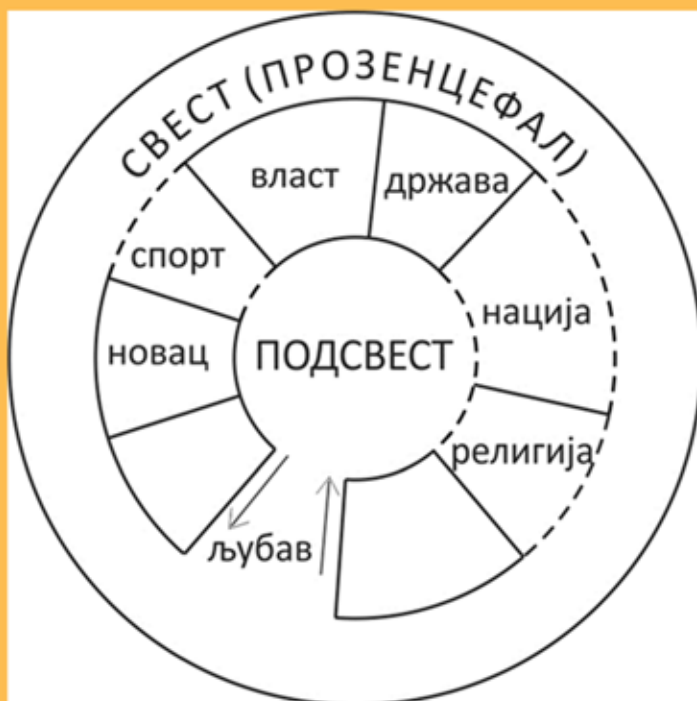 СВЕСТ (ПРОЗЕНЦЕФАЛ)
власт
држава
спорт
нација
новац
ПОДСВЕСТ
религија
љубав